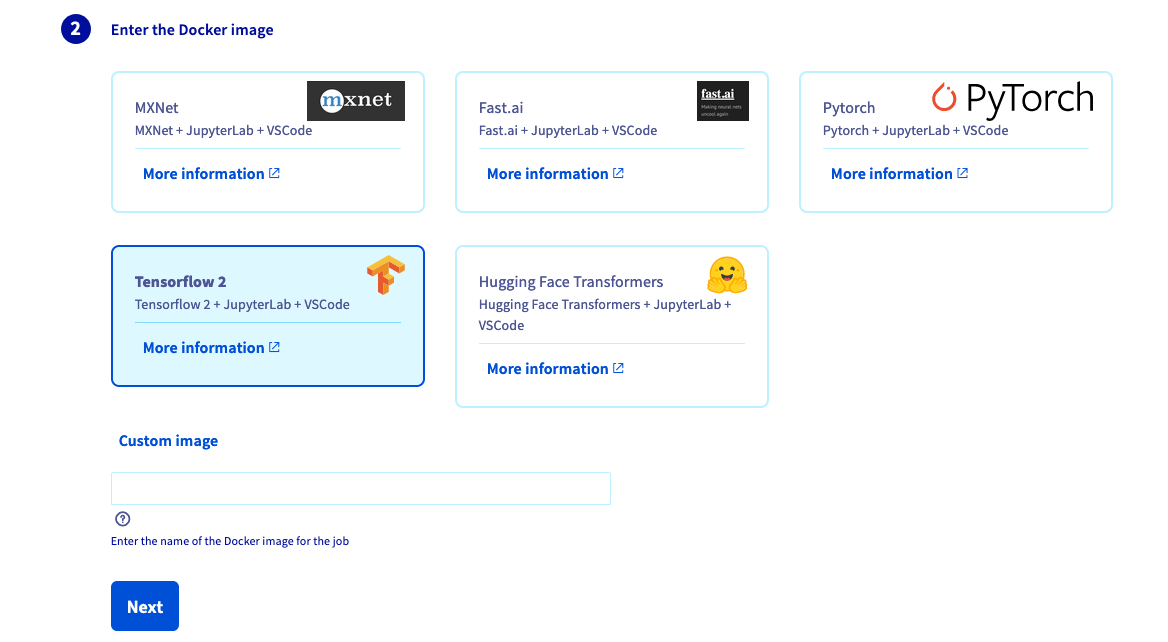 2 Enter the Docker image
MXNet
mxnet
MXNet + JupyterLab + VSCode
More information
Fast.ai
fast.ai
Making neural nets
uncool again
Fast.ai + JupyterLab + VSCode
More information
Pytorch
PyTorch
Pytorch + JupyterLab + VSCode
More information
Tensorflow 2
Tensorflow 2 + JupyterLab + VSCode
More information
Hugging Face Transformers
Hugging Face Transformers + JupyterLab +
VSCode
More information
Custom image
?
Enter the name of the Docker image for the job
Next